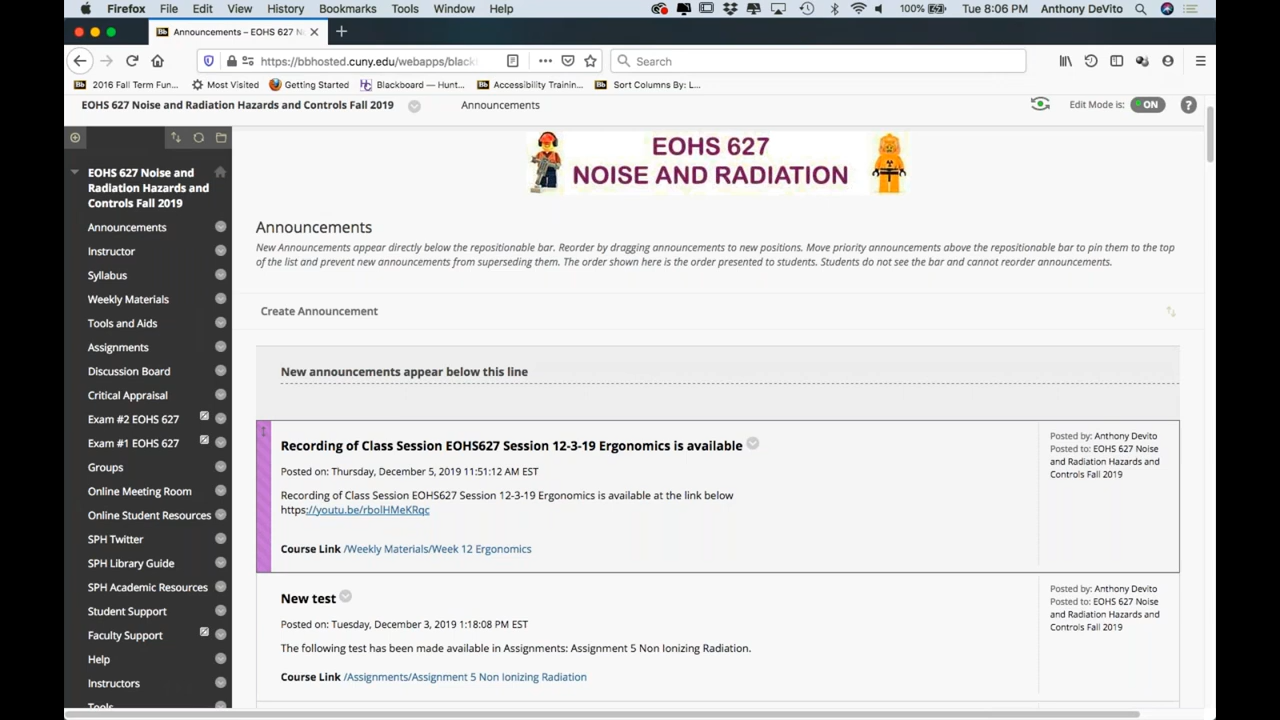 Firefox File Edit View History Bookmarks Tools Window Help 100% Tue 8:06 PM Anthony DeVito
Bb Announcements – EOHS 627 N
https://bbhosted.cuny.edu/webapps/black Search
Bb 2016 Fall Term Fun... Most Visited Getting Started Blackboard — Hunt... Bb Accessibility Trainin... Bb Sort Columns By: L...
EOHS 627 Noise and Radiation Hazards and Controls Fall 2019 Announcements Edit Mode is: ON ?
EOHS 627
NOISE AND RADIATION
EOHS 627 Noise and
Radiation Hazards and
Controls Fall 2019
Announcements
Instructor
Syllabus
Weekly Materials
Tools and Aids
Assignments
Discussion Board
Critical Appraisal
Exam #2 EOHS 627
Exam #1 EOHS 627
Groups
Online Meeting Room
Online Student Resources
SPH Twitter
SPH Library Guide
SPH Academic Resources
Student Support
Faculty Support
Help
Instructors
Tools
Announcements
New Announcements appear directly below the repositionable bar. Reorder by dragging announcements to new positions. Move priority announcements above the repositionable bar to pin them to the top
of the list and prevent new announcements from superseding them. The order shown here is the order presented to students. Students do not see the bar and cannot reorder announcements.
Create Announcement
New announcements appear below this line
Recording of Class Session EOHS627 Session 12-3-19 Ergonomics is available
Posted on: Thursday, December 5, 2019 11:51:12 AM EST
Recording of Class Session EOHS627 Session 12-3-19 Ergonomics is available at the link below
https://youtu.be/rbolHMeKRqc
Course Link /Weekly Materials/Week 12 Ergonomics
Posted by: Anthony Devito
Posted to: EOHS 627 Noise
and Radiation Hazards and
Controls Fall 2019
New test
Posted on: Tuesday, December 3, 2019 1:18:08 PM EST
The following test has been made available in Assignments: Assignment 5 Non Ionizing Radiation.
Course Link /Assignments/Assignment 5 Non Ionizing Radiation
Posted by: Anthony Devito
Posted to: EOHS 627 Noise
and Radiation Hazards and
Controls Fall 2019